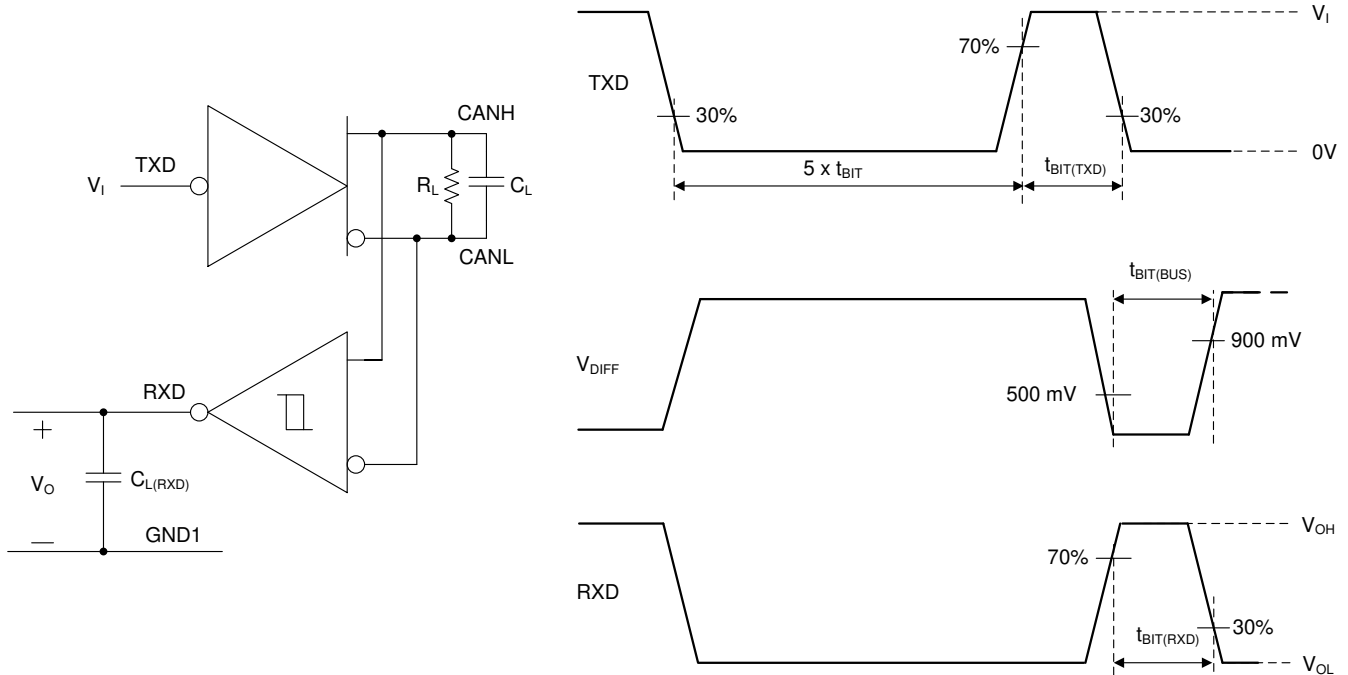 CANH
TXD
V_I
R_L
C_L
CANL
RXD
+
V_O
C_L(RXD)
—
GND1
V_I
70%
TXD
30%
30%
0V
5 x t_BIT
t_BIT(TXD)
t_BIT(BUS)
900 mV
V_DIFF
500 mV
V_OH
70%
RXD
30%
t_BIT(RXD)
V_OL